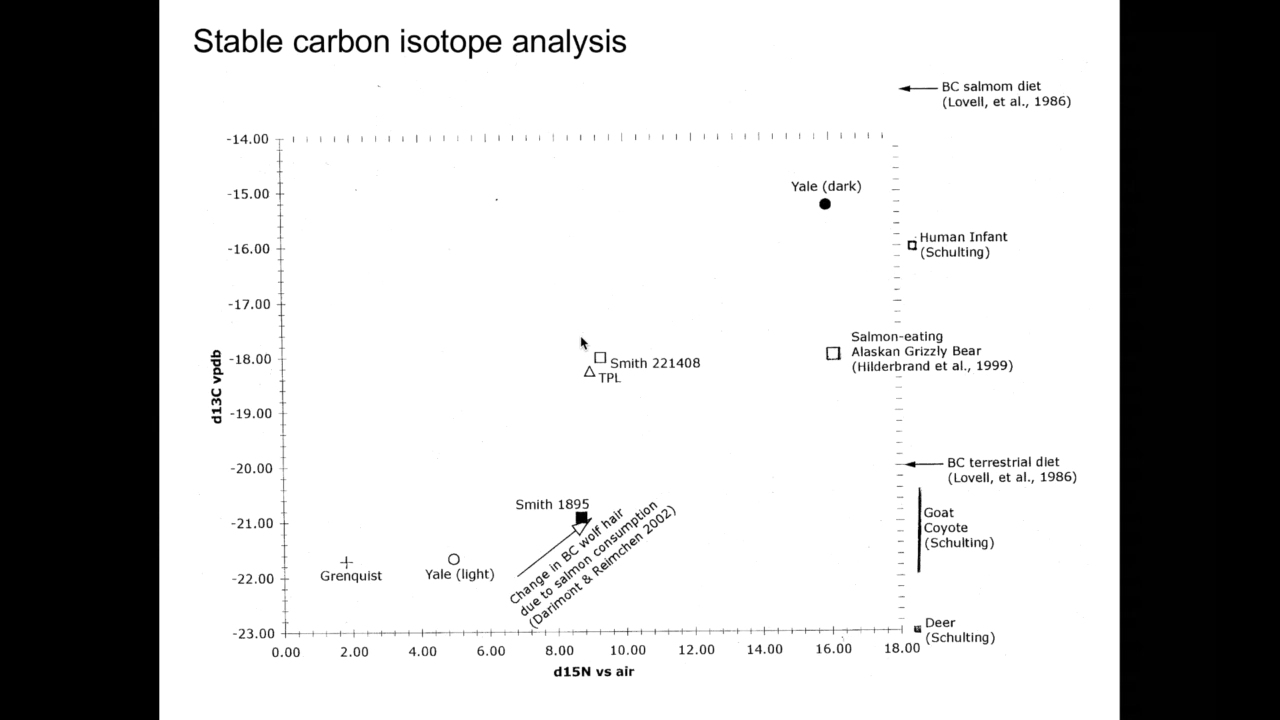 Stable carbon isotope analysis
BC salmom diet
(Lovell, et al., 1986)
-14.00
-15.00
-16.00
-17.00
-18.00
-19.00
-20.00
-21.00
-22.00
-23.00
d13C vpdb
Yale (dark)
Human Infant
(Schulting)
Salmon-eating
Alaskan Grizzly Bear
(Hilderbrand et al., 1999)
Smith 221408
TPL
BC terrestrial diet
(Lovell, et al., 1986)
Smith 1895
Goat
Coyote
(Schulting)
Change in BC wolf hair
due to salmon consumption
(Darimont & Reimchen 2002)
Grenquist
Yale (light)
Deer
(Schulting)
0.00 2.00 4.00 6.00 8.00 10.00 12.00 14.00 16.00 18.00
d15N vs air